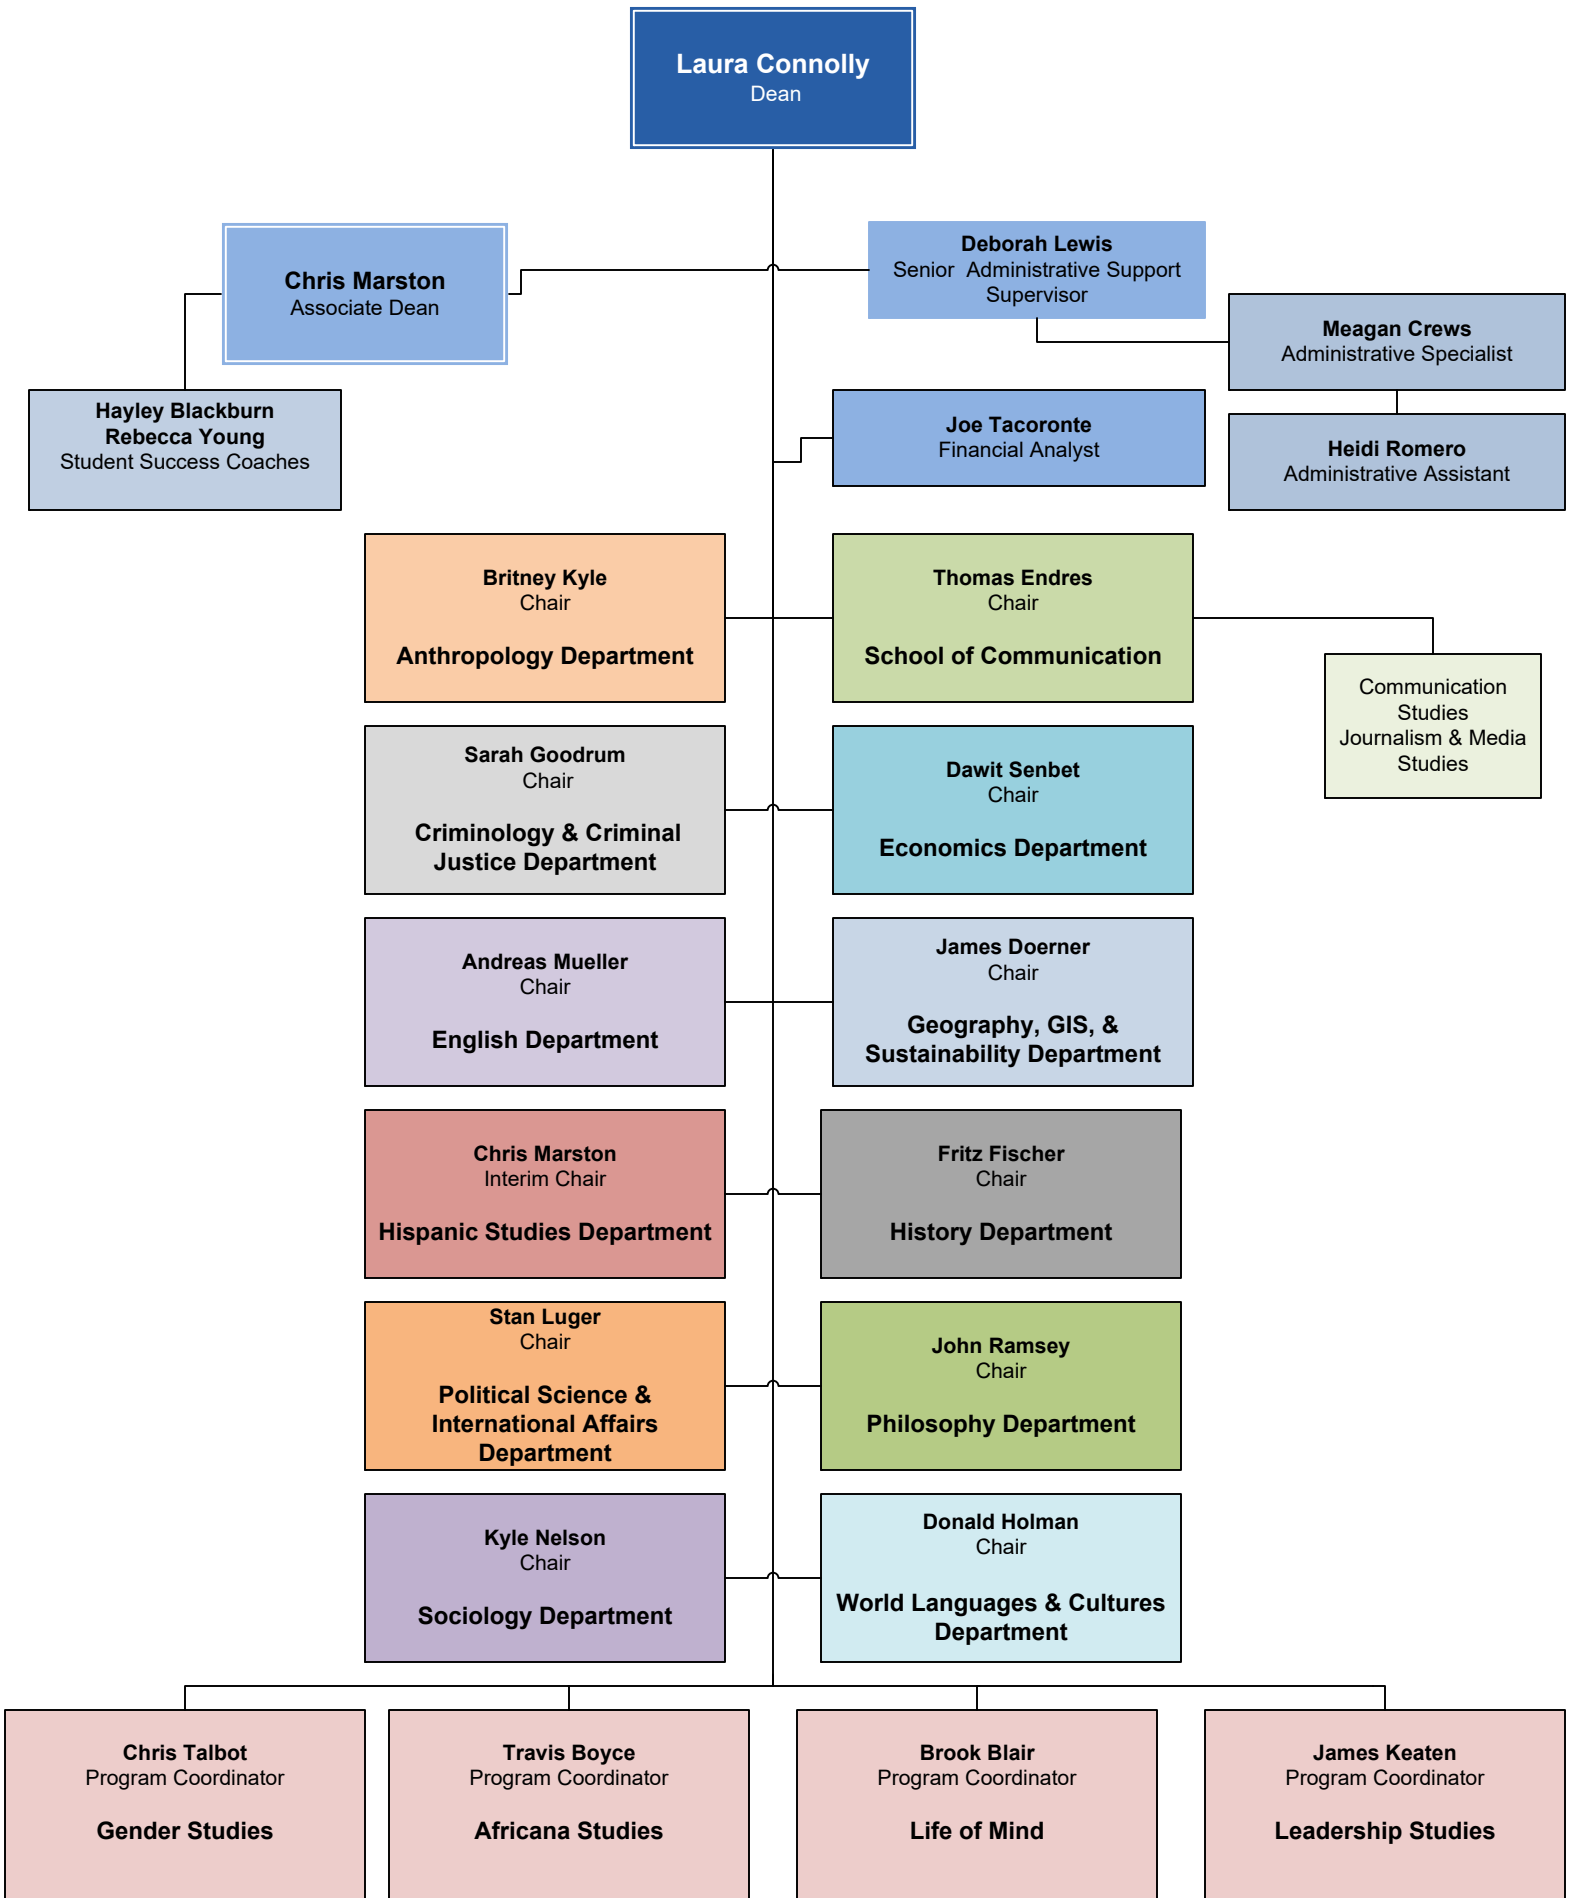 Laura Connolly
Dean
Chris Marston
Associate Dean
Deborah Lewis
Senior Administrative Support
Supervisor
Meagan Crews
Administrative Specialist
Hayley Blackburn
Rebecca Young
Student Success Coaches
Joe Tacoronte
Financial Analyst
Heidi Romero
Administrative Assistant
Britney Kyle
Chair
Anthropology Department
Thomas Endres
Chair
School of Communication
Communication
Studies
Journalism & Media
Studies
Sarah Goodrum
Chair
Criminology & Criminal
Justice Department
Dawit Senbet
Chair
Economics Department
Andreas Mueller
Chair
English Department
James Doerner
Chair
Geography, GIS, &
Sustainability Department
Chris Marston
Interim Chair
Hispanic Studies Department
Fritz Fischer
Chair
History Department
Stan Luger
Chair
Political Science &
International Affairs
Department
John Ramsey
Chair
Philosophy Department
Kyle Nelson
Chair
Sociology Department
Donald Holman
Chair
World Languages & Cultures
Department
Chris Talbot
Program Coordinator
Gender Studies
Travis Boyce
Program Coordinator
Africana Studies
Brook Blair
Program Coordinator
Life of Mind
James Keaten
Program Coordinator
Leadership Studies